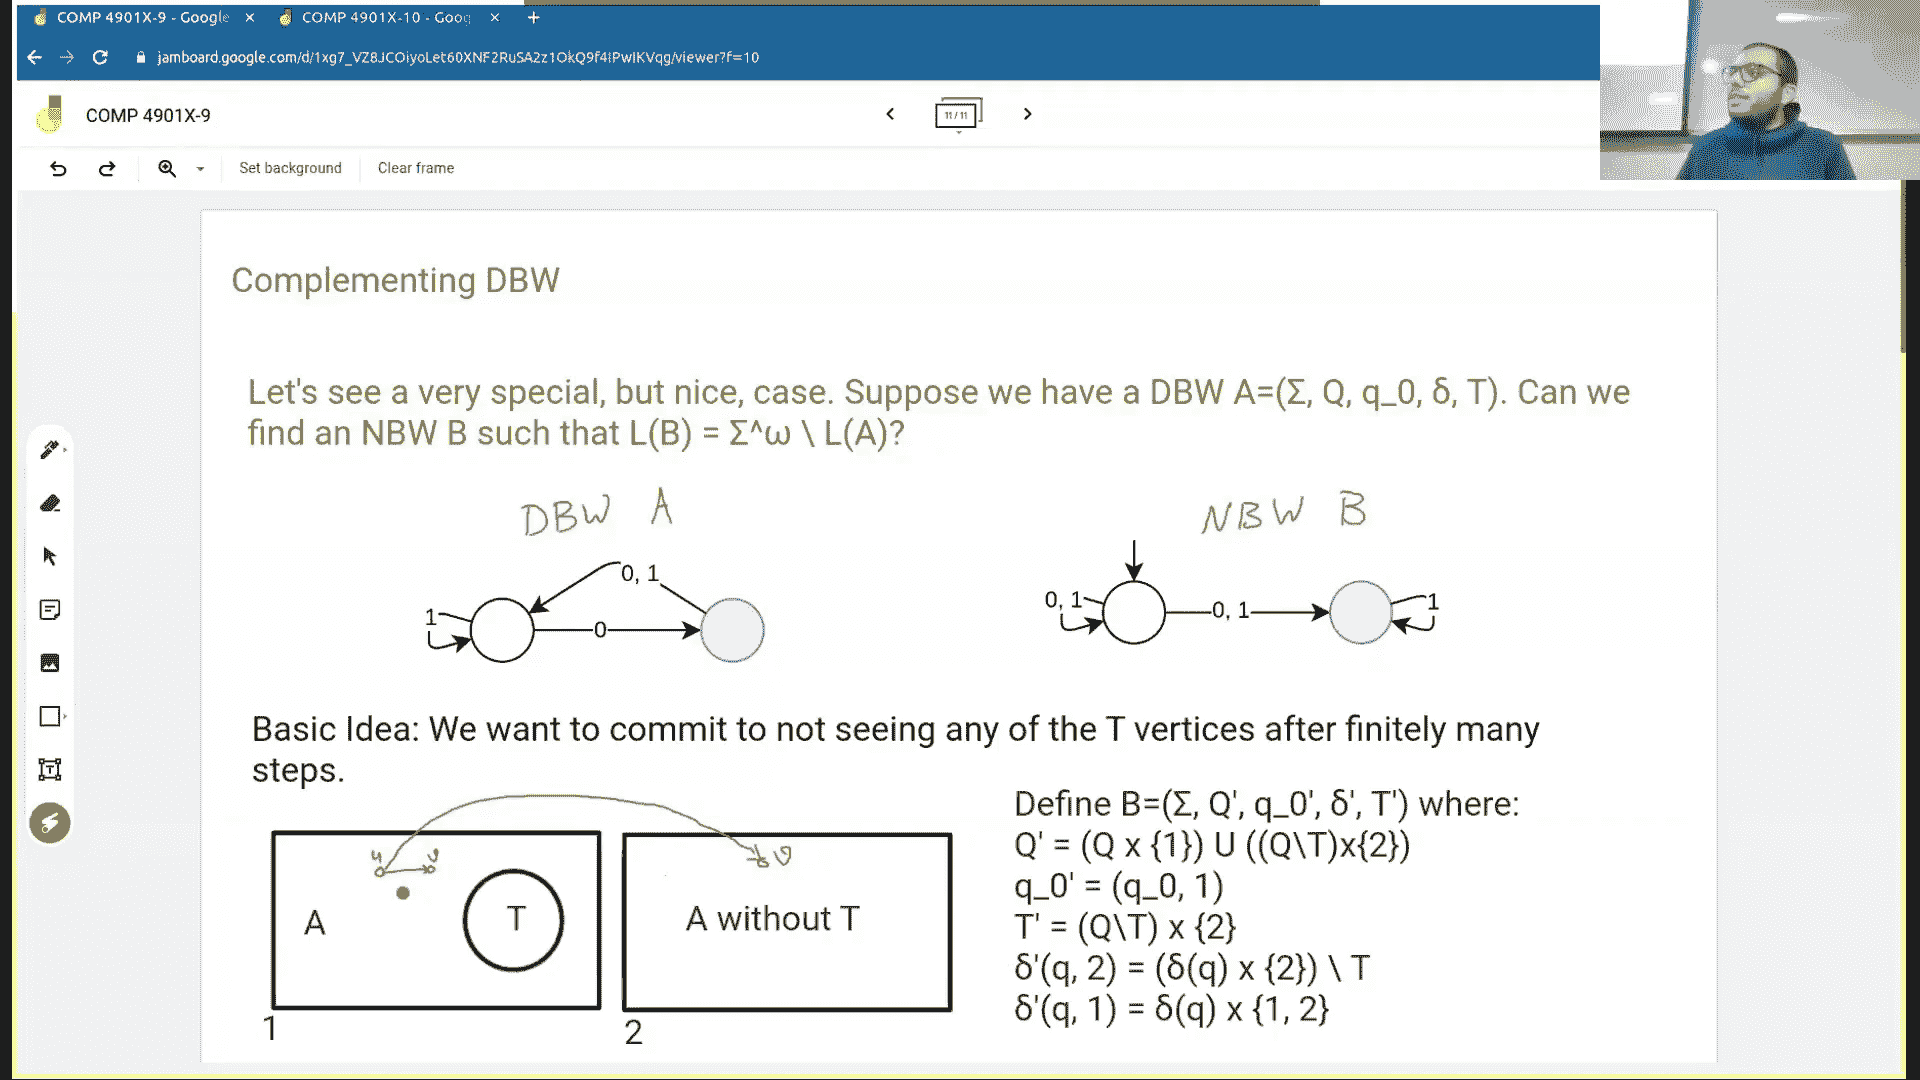 COMP 4901X-9 - Google
COMP 4901X-10 - Goog
jamboard.google.com/d/1xg7_VZ8JCOiyoLet60XNF2RuSA2z1OkQ9f4iPwIKVqg/viewer?f=10
COMP 4901X-9
11 / 11
Set background
Clear frame
Complementing DBW
Let's see a very special, but nice, case. Suppose we have a DBW A=(Σ, Q, q_0, δ, T). Can we
find an NBW B such that L(B) = Σ^ω \ L(A)?
DBW A
NBW B
0, 1
1
0
0, 1
0, 1
1
Basic Idea: We want to commit to not seeing any of the T vertices after finitely many
steps.
u
v
v
A
T
A without T
1
2
Define B=(Σ, Q', q_0', δ', T') where:
Q' = (Q x {1}) U ((Q\T)x{2})
q_0' = (q_0, 1)
T' = (Q\T) x {2}
δ'(q, 2) = (δ(q) x {2}) \ T
δ'(q, 1) = δ(q) x {1, 2}